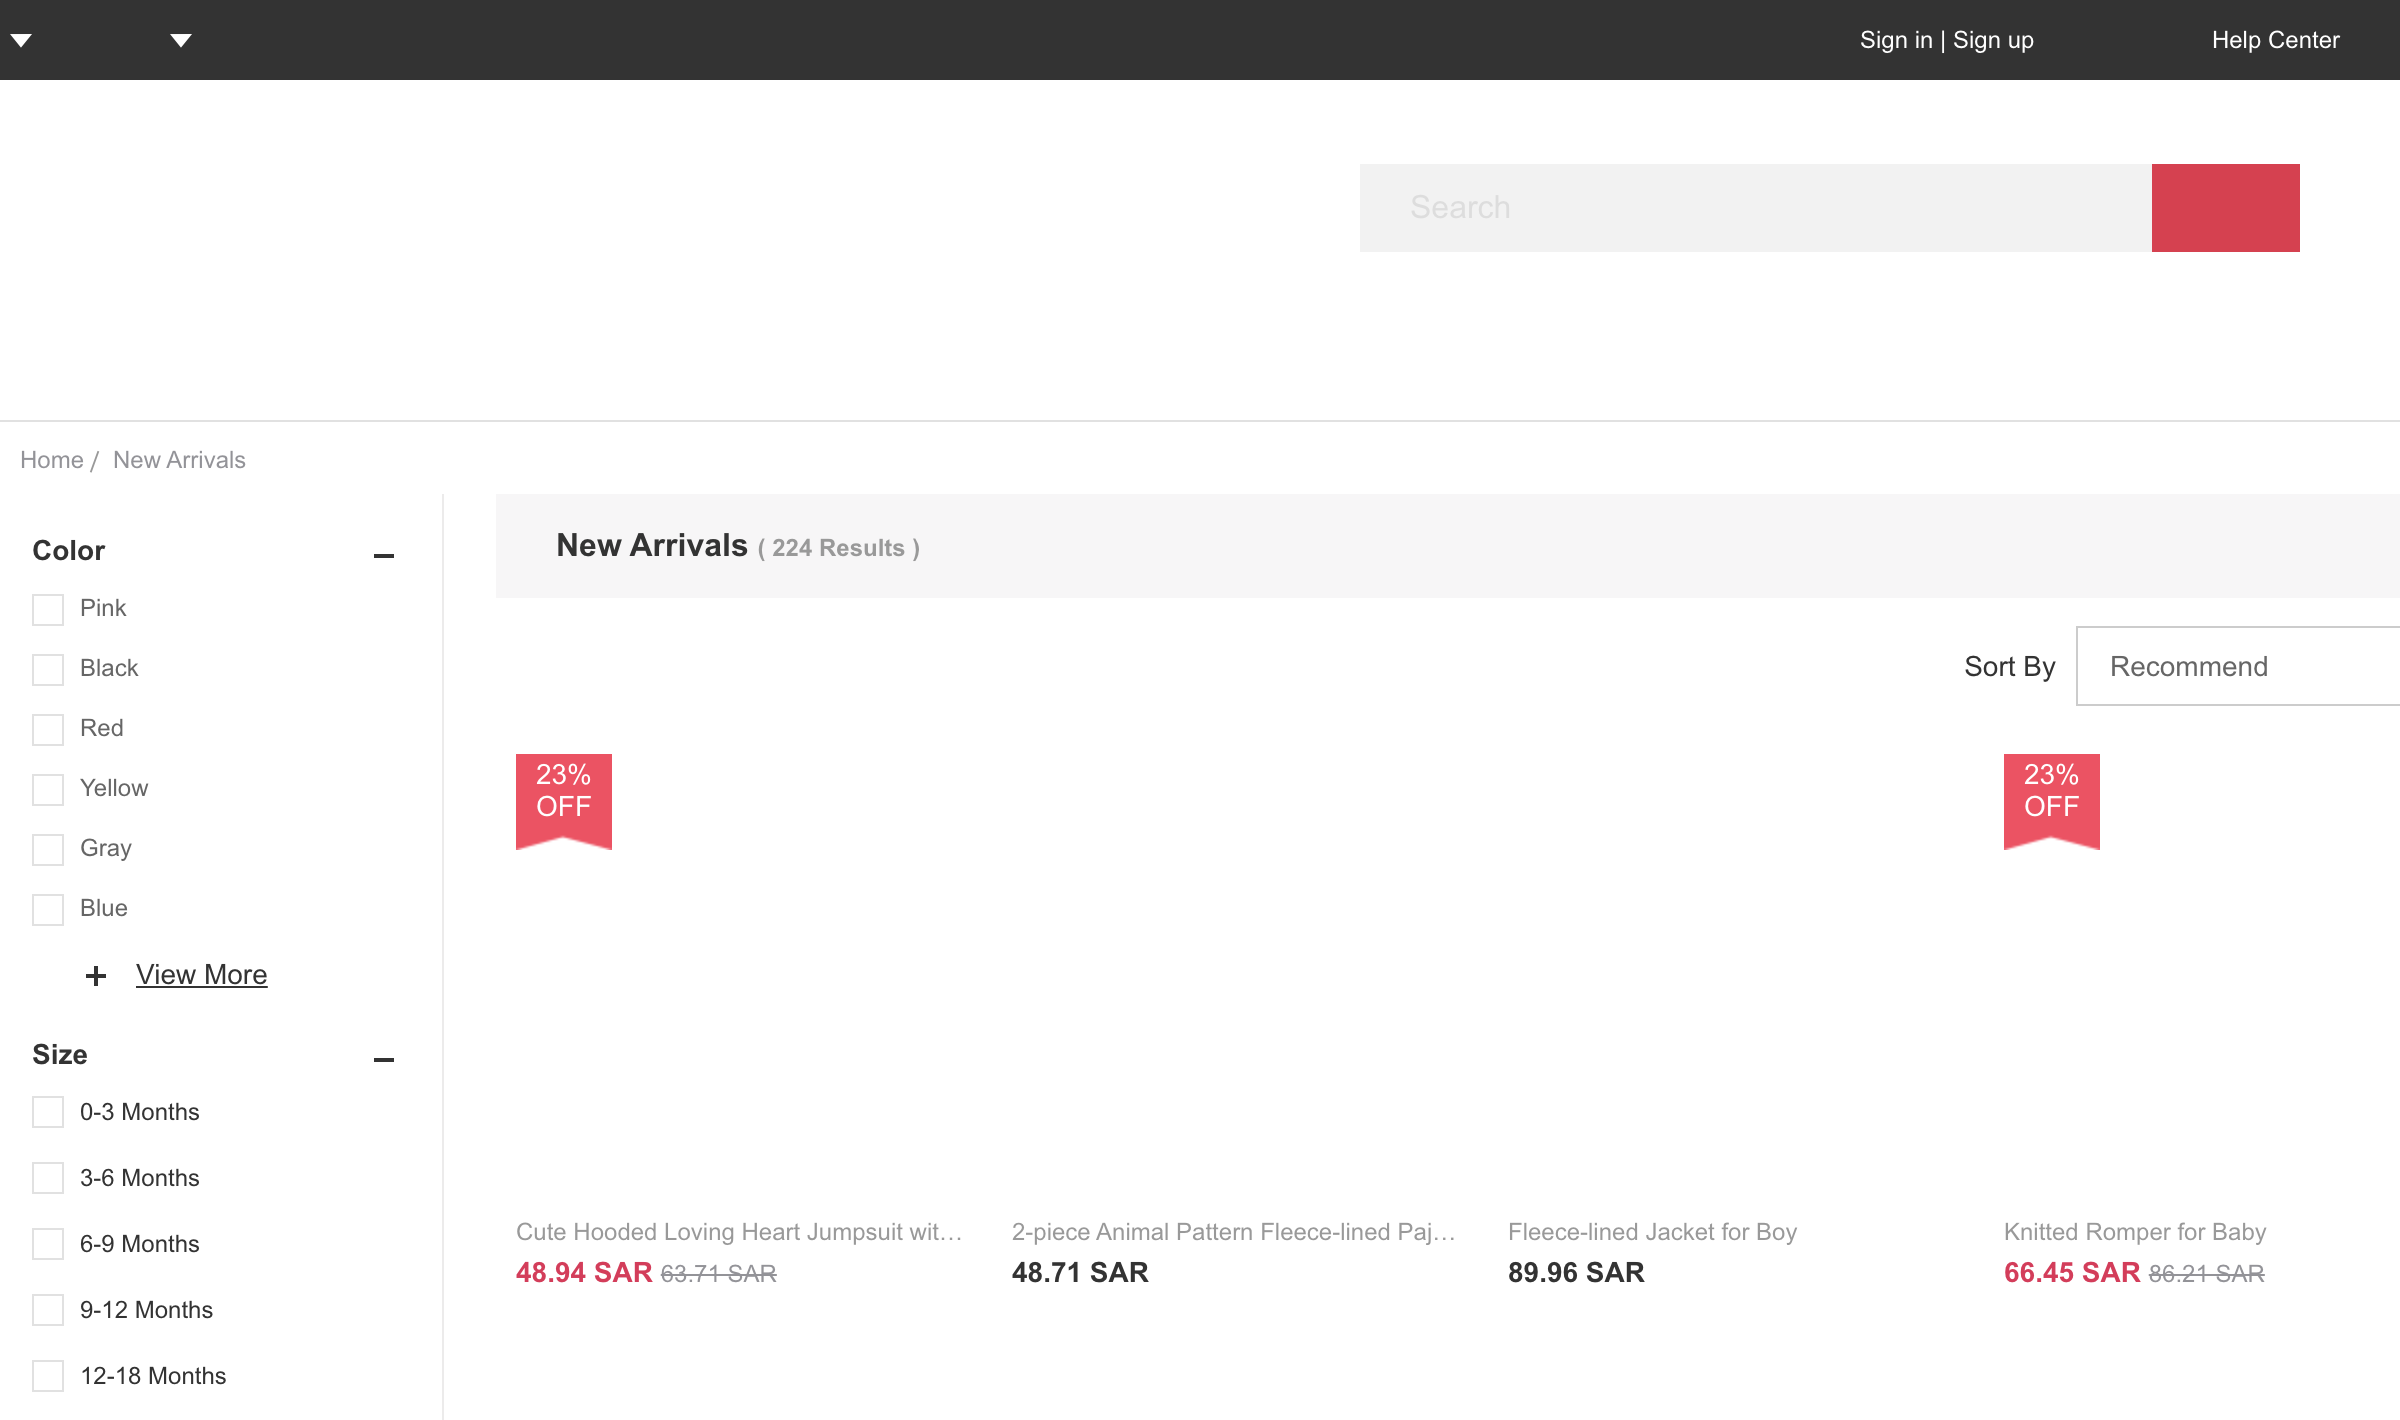 Sign in | Sign up
Help Center
Search
Home / New Arrivals
Color
Pink
Black
Red
Yellow
Gray
Blue
View More
Size
0-3 Months
3-6 Months
6-9 Months
9-12 Months
12-18 Months
New Arrivals ( 224 Results )
Sort By
Recommend
23%
OFF
Cute Hooded Loving Heart Jumpsuit wit…
48.94 SAR 63.71 SAR
2-piece Animal Pattern Fleece-lined Paj…
48.71 SAR
Fleece-lined Jacket for Boy
89.96 SAR
23%
OFF
Knitted Romper for Baby
66.45 SAR 86.21 SAR